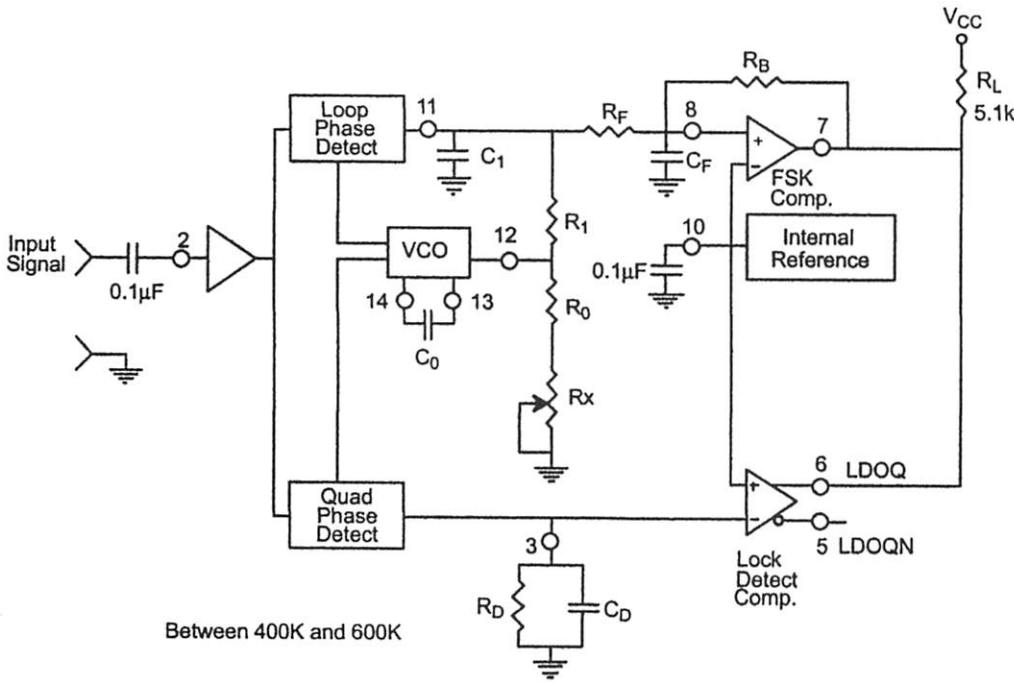 VCC
RB
RL
5.1k
Loop
Phase
Detect
11
RF
8
7
C1
CF
FSK
Comp.
R1
Input
Signal
2
0.1µF
VCO
12
10
0.1µF
Internal
Reference
14
13
C0
R0
Rx
6
LDOQ
Quad
Phase
Detect
3
5
LDOQN
Lock
Detect
Comp.
RD
CD
Between 400K and 600K